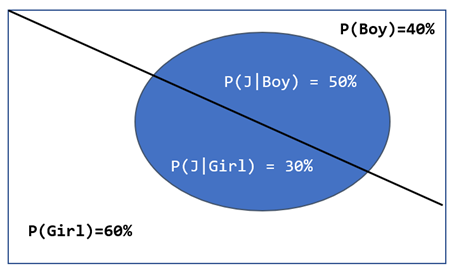 P(Boy)=40%
P(J|Boy) = 50%
P(J|Girl) = 30%
P(Girl)=60%